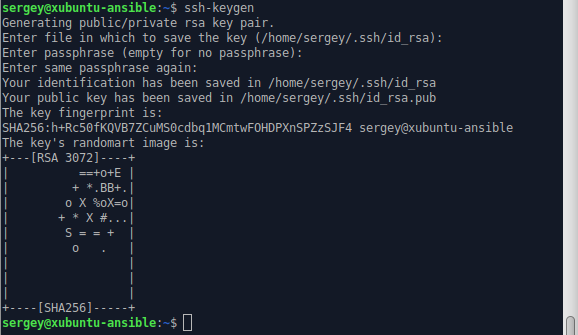 sergey@xubuntu-ansible:~$ ssh-keygen
Generating public/private rsa key pair.
Enter file in which to save the key (/home/sergey/.ssh/id_rsa):
Enter passphrase (empty for no passphrase):
Enter same passphrase again:
Your identification has been saved in /home/sergey/.ssh/id_rsa
Your public key has been saved in /home/sergey/.ssh/id_rsa.pub
The key fingerprint is:
SHA256:h+Rc50fKQVB7ZCuMS0cdbq1MCmtwFOHDPXnSPZzSJF4 sergey@xubuntu-ansible
The key's randomart image is:
+---[RSA 3072]----+
|          ==+o+E |
|         + *.BB+.|
|        o X %oX=o|
|       + * X #...|
|        S = = +  |
|         o   .   |
|                 |
|                 |
|                 |
+----[SHA256]-----+
sergey@xubuntu-ansible:~$